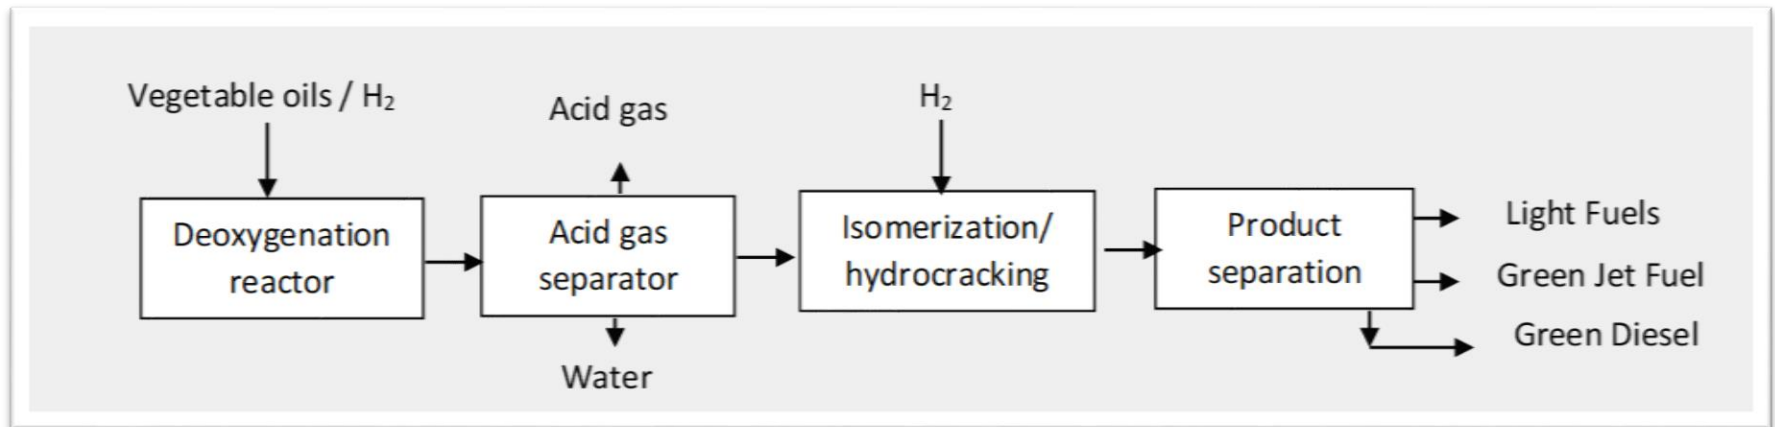 Vegetable oils / H₂
Acid gas
H₂
Deoxygenation
reactor
Acid gas
separator
Isomerization/
hydrocracking
Product
separation
Light Fuels
Green Jet Fuel
Green Diesel
Water